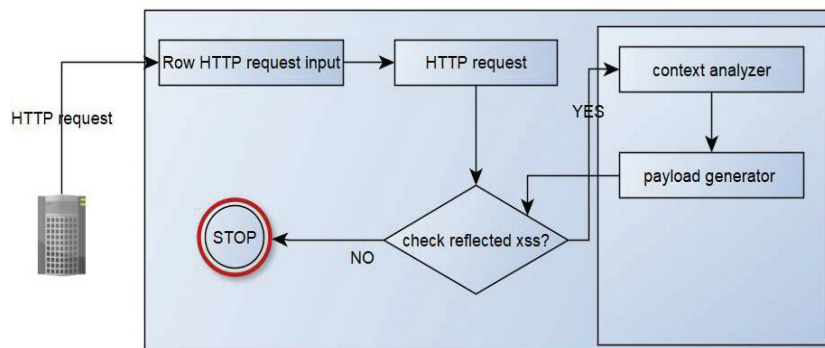 Row HTTP request input
HTTP request
context analyzer
HTTP request
YES
payload generator
STOP
check reflected xss?
NO